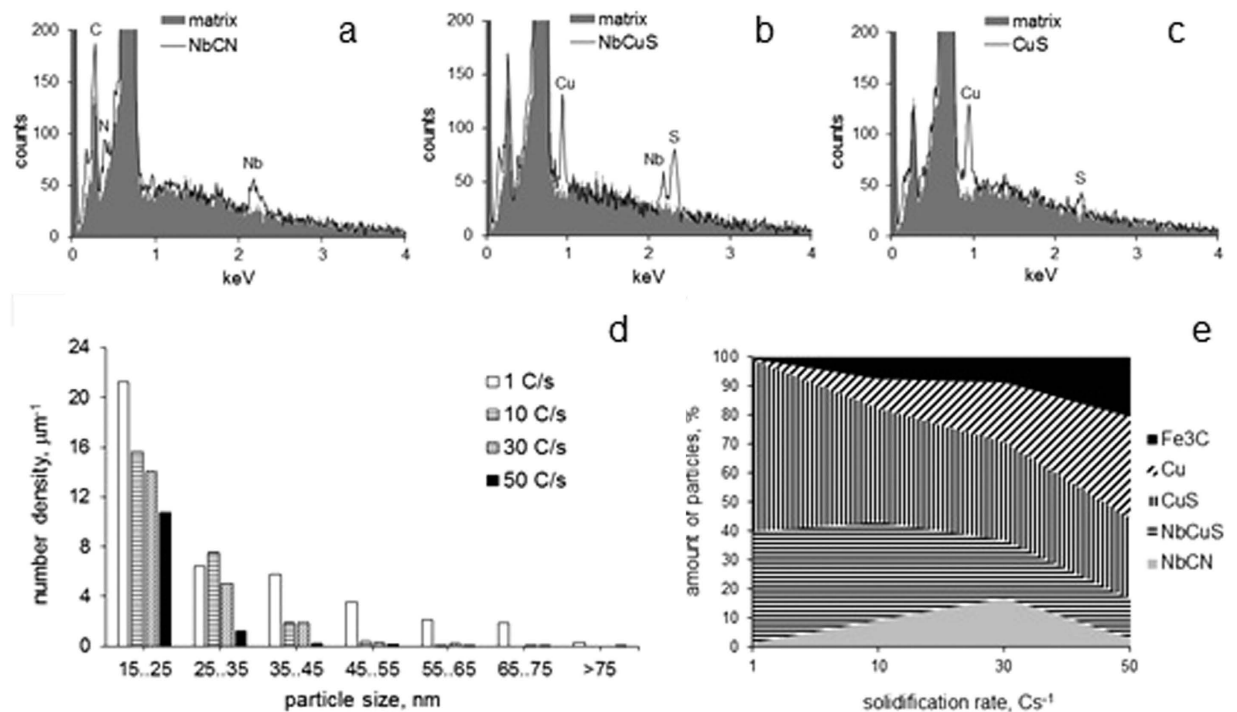 a
matrix
NbCN
200
150
100
50
0
counts
C
N
Nb
0 1 2 3 4
keV
b
matrix
NbCuS
200
150
100
50
0
counts
Cu
Nb
S
0 1 2 3 4
keV
c
matrix
CuS
200
150
100
50
0
counts
Cu
S
0 1 2 3 4
keV
d
24
20
16
12
8
4
0
number density, µm⁻¹
1 C/s
10 C/s
30 C/s
50 C/s
15..25 25..35 35..45 45..55 55..65 65..75 >75
particle size, nm
e
100
90
80
70
60
50
40
30
20
10
0
amount of particles, %
Fe3C
Cu
CuS
NbCuS
NbCN
1 10 30 50
solidification rate, Cs⁻¹